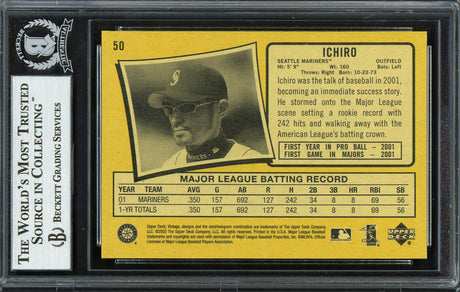 BECKETT
THE WORLD'S MOST TRUSTED
SOURCE IN COLLECTING™
BECKETT GRADING SERVICES
50
ICHIRO
SEATTLE MARINERS™ OUTFIELD
Ht: 5' 9" Wt: 160 Bats: Left
Throws: Right Born: 10-22-73
Ichiro was the talk of baseball in 2001,
becoming an immediate success story.
He stormed onto the Major League
scene setting a rookie record with
242 hits and walking away with the
American League's batting crown.
FIRST YEAR IN PRO BALL – 2001
FIRST GAME IN MAJORS – 2001
MAJOR LEAGUE BATTING RECORD
YEAR TEAM AVG G AB R H 2B 3B HR RBI SB
01 MARINERS .350 157 692 127 242 34 8 8 69 56
1-YR TOTALS .350 157 692 127 242 34 8 8 69 56
UPPER DECK